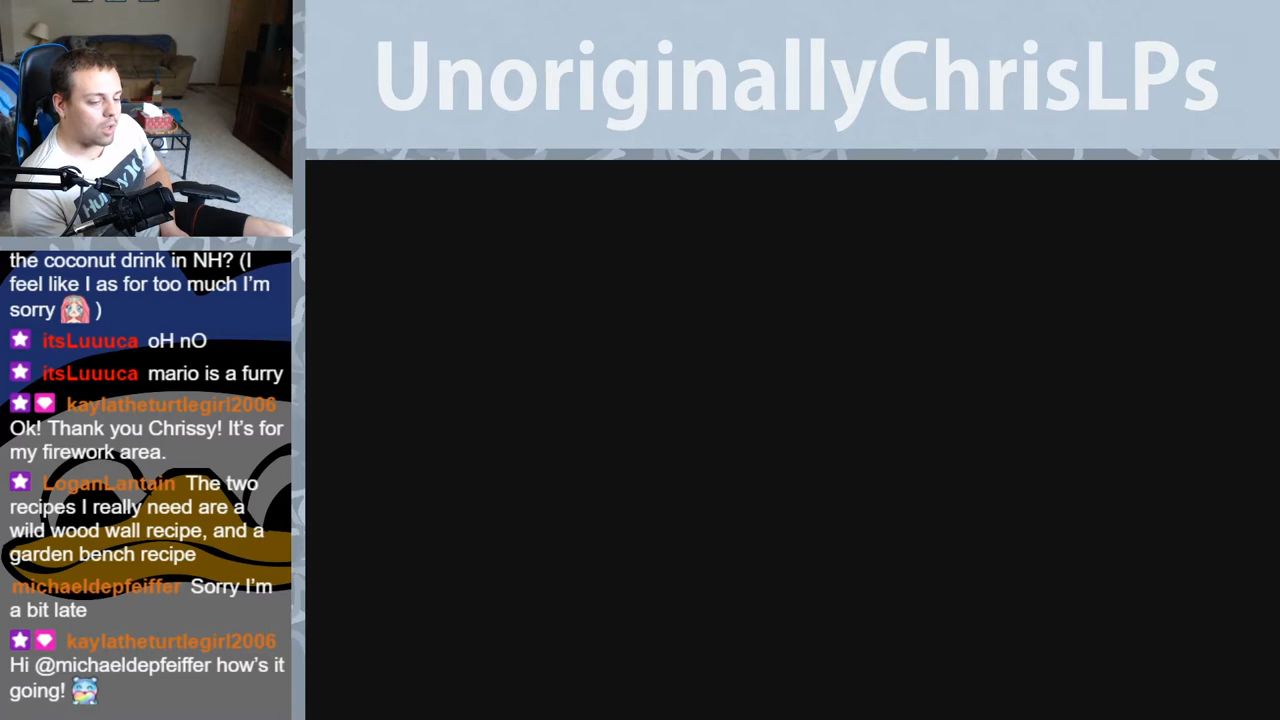 UnoriginallyChrisLPs
Hurley
the coconut drink in NH? (I
feel like I as for too much I'm
sorry )
itsLuuuca oH nO
itsLuuuca mario is a furry
kaylatheturtlegirl2006
Ok! Thank you Chrissy! It's for
my firework area.
LoganLantain The two
recipes I really need are a
wild wood wall recipe, and a
garden bench recipe
michaeldepfeiffer Sorry I'm
a bit late
kaylatheturtlegirl2006
Hi @michaeldepfeiffer how's it
going!